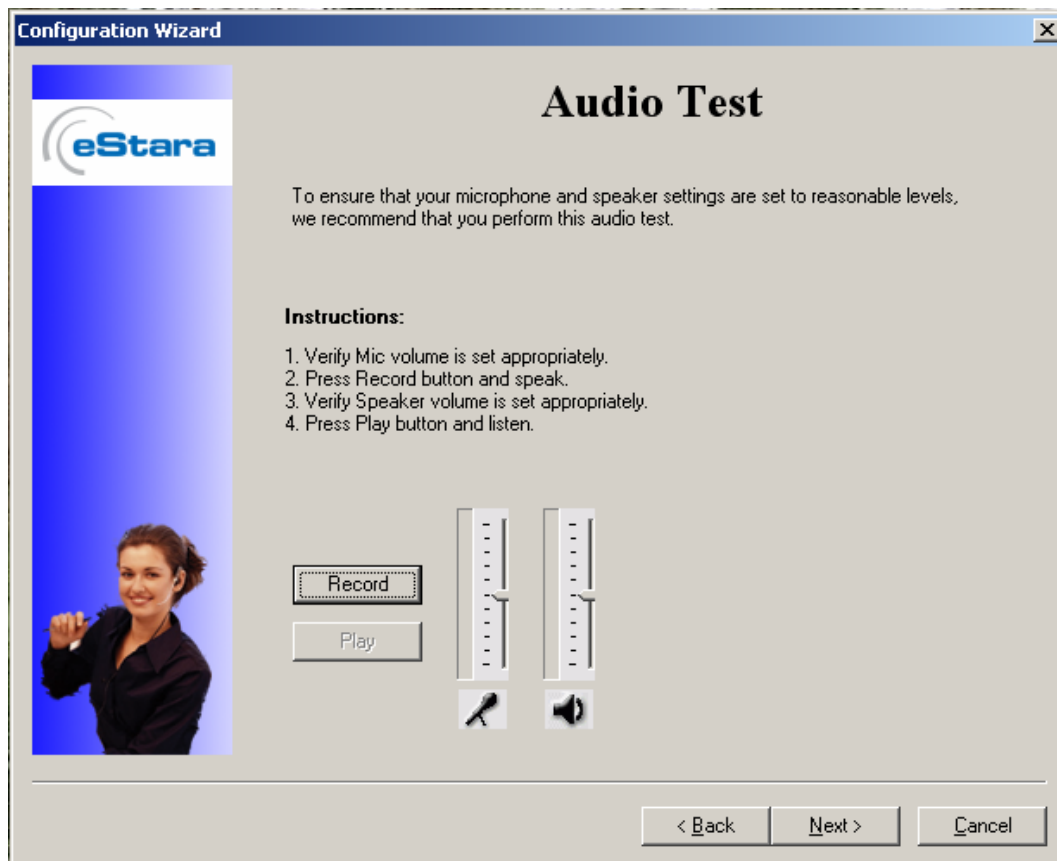 Configuration Wizard
eStara
Audio Test
To ensure that your microphone and speaker settings are set to reasonable levels,
we recommend that you perform this audio test.
Instructions:
1. Verify Mic volume is set appropriately.
2. Press Record button and speak.
3. Verify Speaker volume is set appropriately.
4. Press Play button and listen.
Record
Play
< Back
Next >
Cancel